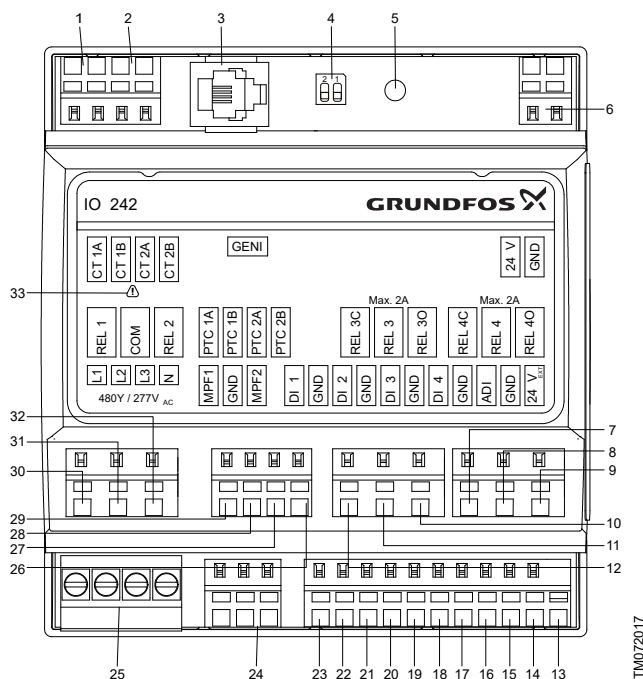 1 2 3 4 5
6
2 1
IO 242
GRUNDFOS
CT 1A CT 1B CT 2A CT 2B
GENI
24 V GND
33
Max. 2A Max. 2A
REL 1 COM REL 2
PTC 1A PTC 1B PTC 2A PTC 2B
REL 3C REL 3 REL 3O
REL 4C REL 4 REL 4O
L1 L2 L3 N
MPF1 GND MPF2
DI 1 GND DI 2 GND DI 3 GND DI 4 GND ADI GND 24 V EXT
480Y / 277V AC
32
31
30
7
8
9
29
28
27
26
10
11
12
25 24 23 22 21 20 19 18 17 16 15 14 13
TM072017